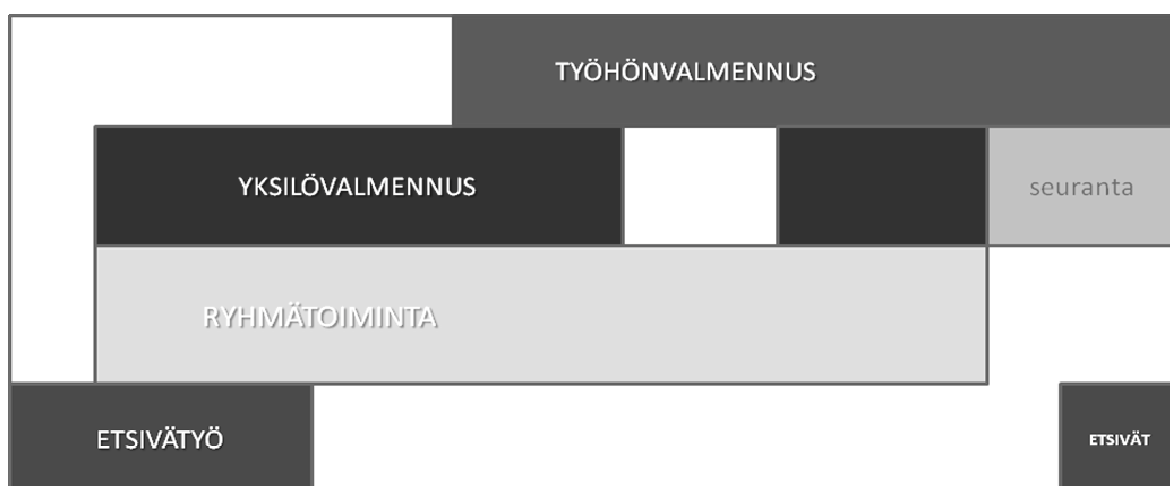 TYÖHÖNVALMENNUS
YKSILÖVALMENNUS
seuranta
RYHMÄTOIMINTA
ETSIVÄTYÖ
ETSIVÄT